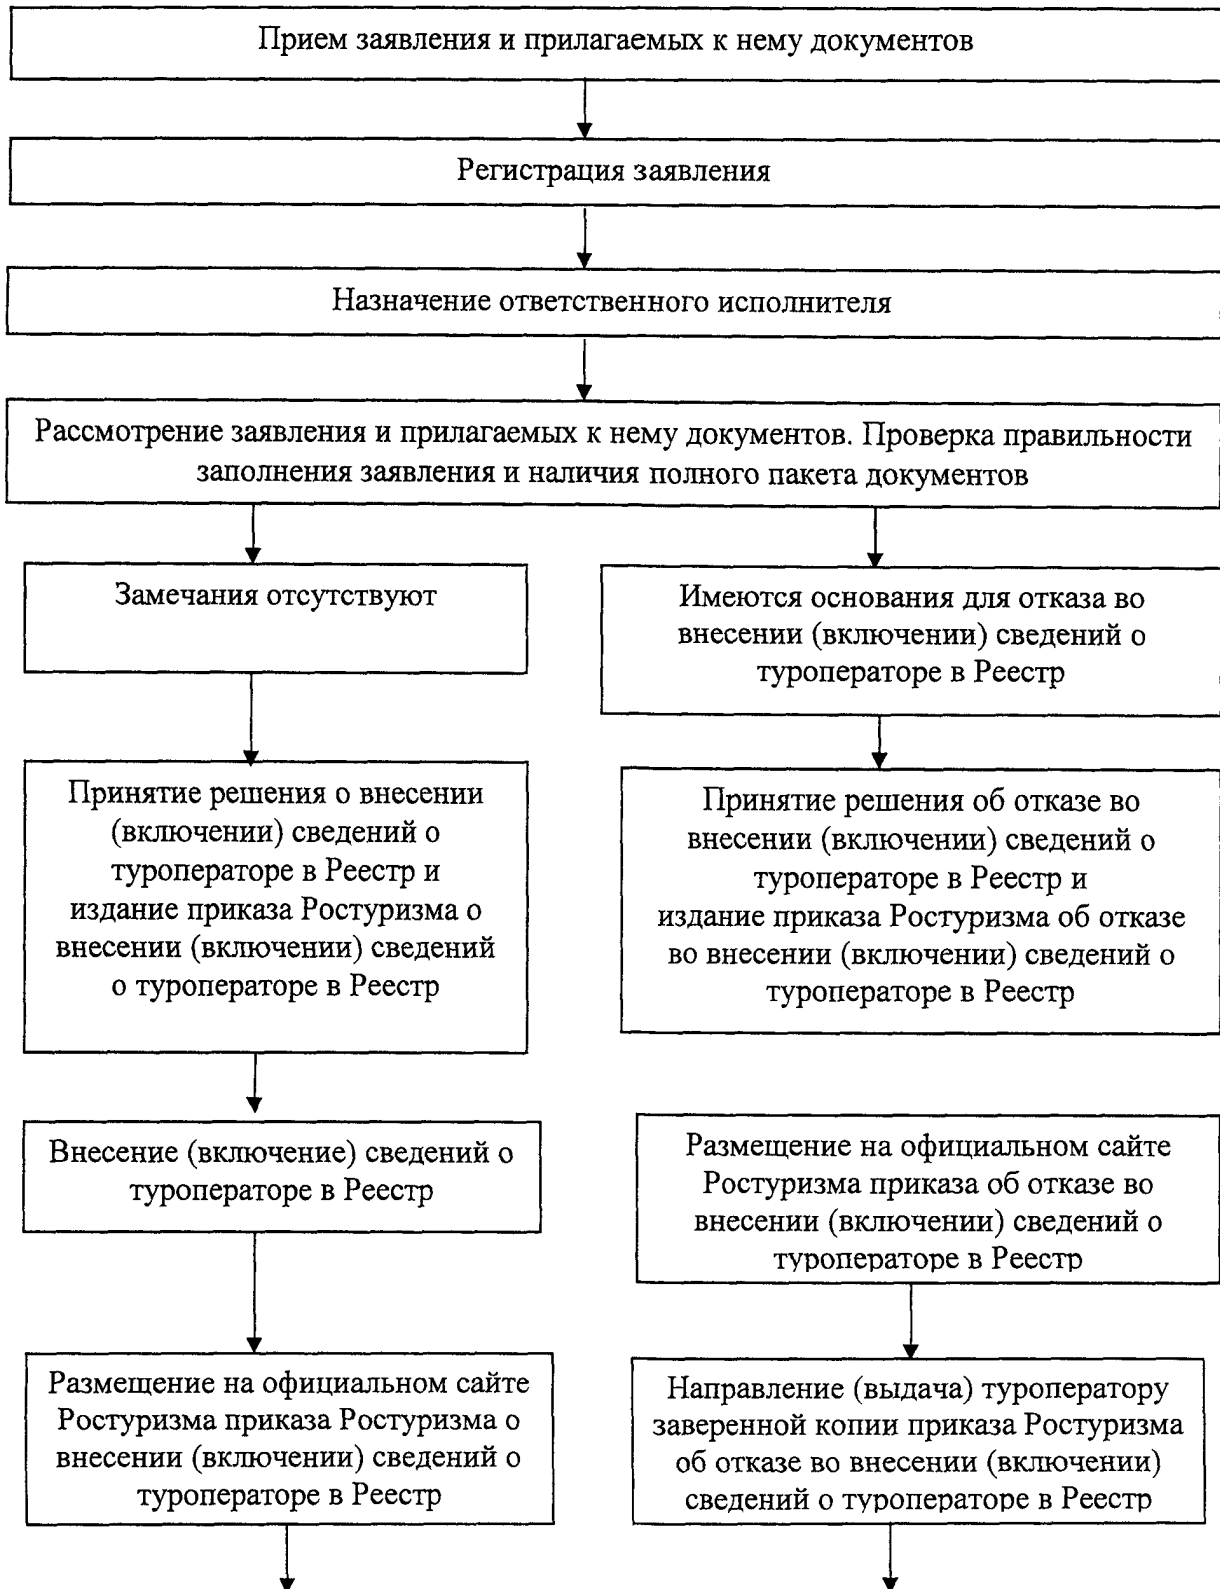 Прием заявления и прилагаемых к нему документов
Регистрация заявления
Назначение ответственного исполнителя
Рассмотрение заявления и прилагаемых к нему документов. Проверка правильности
заполнения заявления и наличия полного пакета документов
Замечания отсутствуют
Имеются основания для отказа во
внесении (включении) сведений о
туроператоре в Реестр
Принятие решения о внесении
(включении) сведений о
туроператоре в Реестр и
издание приказа Ростуризма о
внесении (включении) сведений
о туроператоре в Реестр
Принятие решения об отказе во
внесении (включении) сведений о
туроператоре в Реестр и
издание приказа Ростуризма об отказе
во внесении (включении) сведений о
туроператоре в Реестр
Внесение (включение) сведений о
туроператоре в Реестр
Размещение на официальном сайте
Ростуризма приказа об отказе во
внесении (включении) сведений о
туроператоре в Реестр
Размещение на официальном сайте
Ростуризма приказа Ростуризма о
внесении (включении) сведений о
туроператоре в Реестр
Направление (выдача) туроператору
заверенной копии приказа Ростуризма
об отказе во внесении (включении)
сведений о туроператоре в Реестр